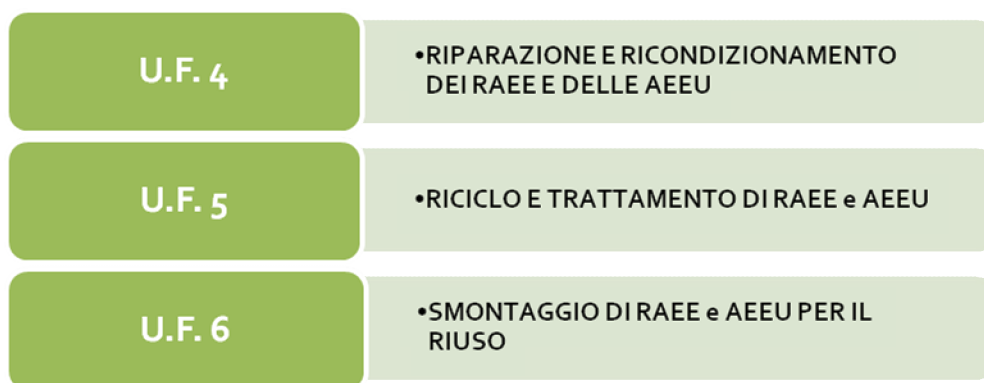 U.F. 4
•RIPARAZIONE E RICONDIZIONAMENTO
DEI RAEE E DELLE AEEU
U.F. 5
•RICICLO E TRATTAMENTO DI RAEE e AEEU
U.F. 6
•SMONTAGGIO DI RAEE e AEEU PER IL
RIUSO